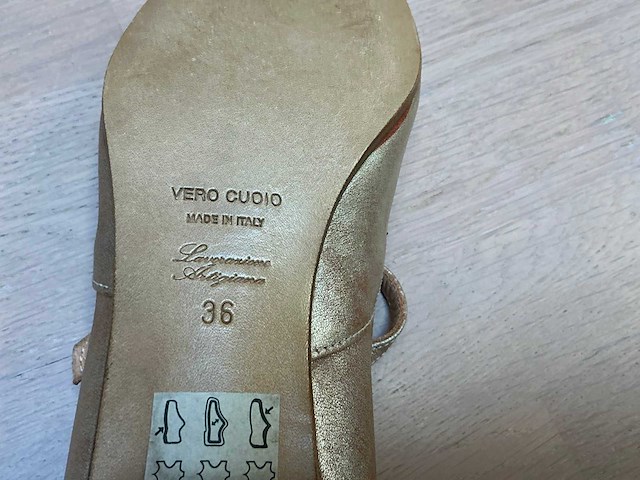 VERO CUOIO
MADE IN ITALY
Lavorazione
Artigiana
36